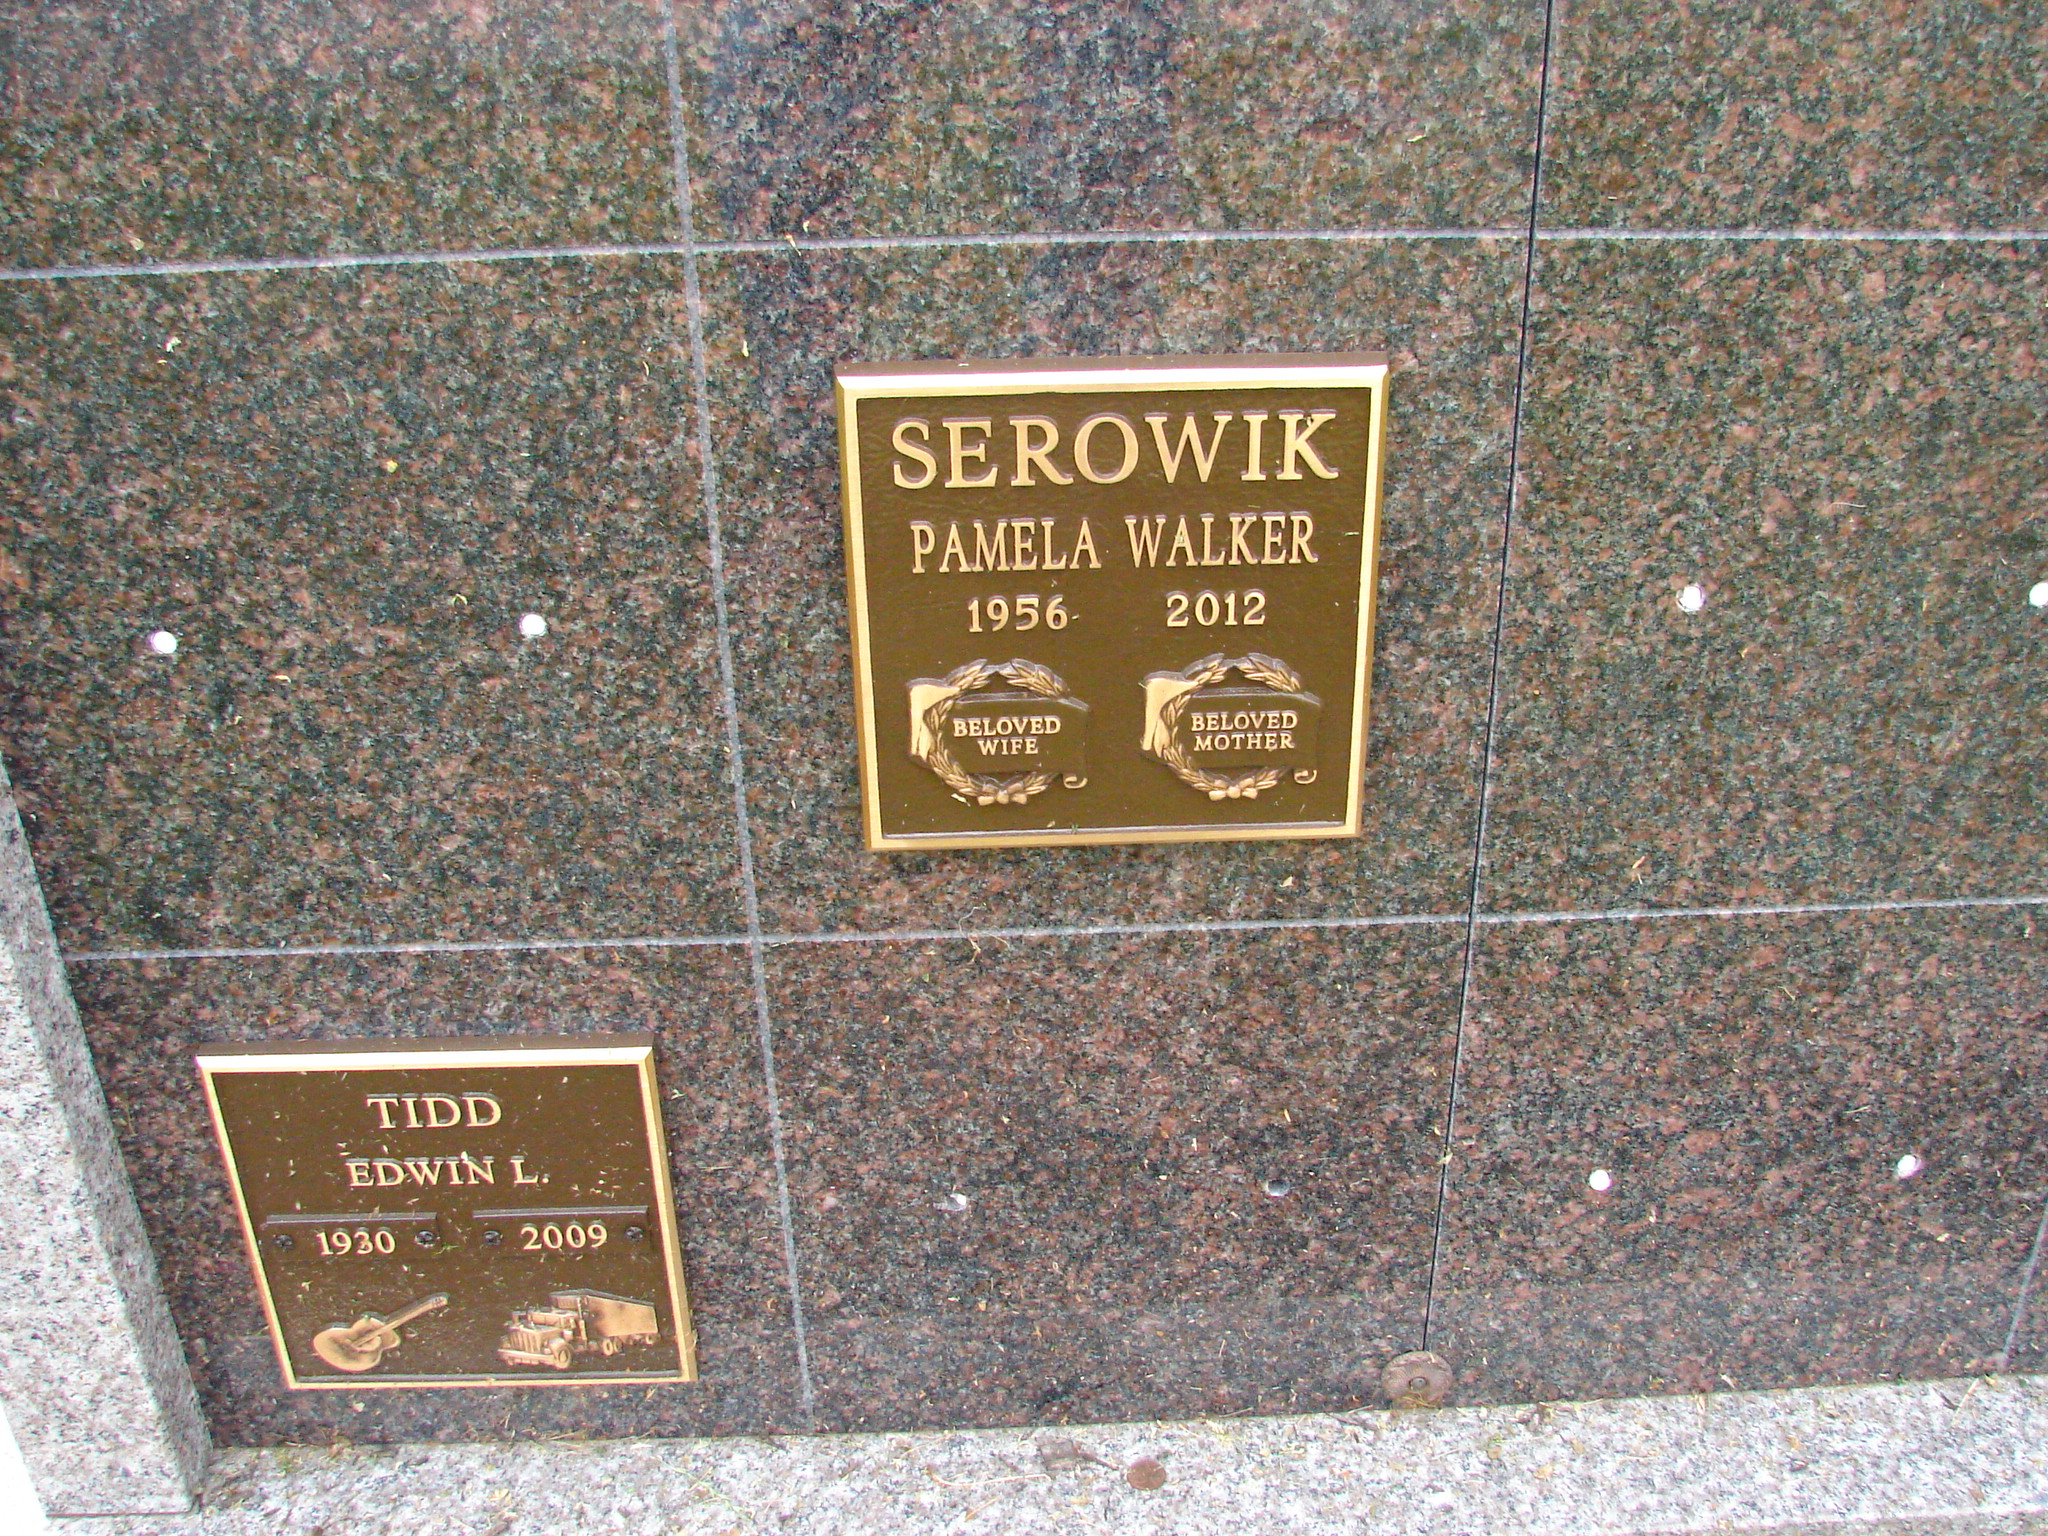 SEROWIK
PAMELA WALKER
1956 2012
BELOVED
WIFE
BELOVED
MOTHER
TIDD
EDWIN L.
1930 2009